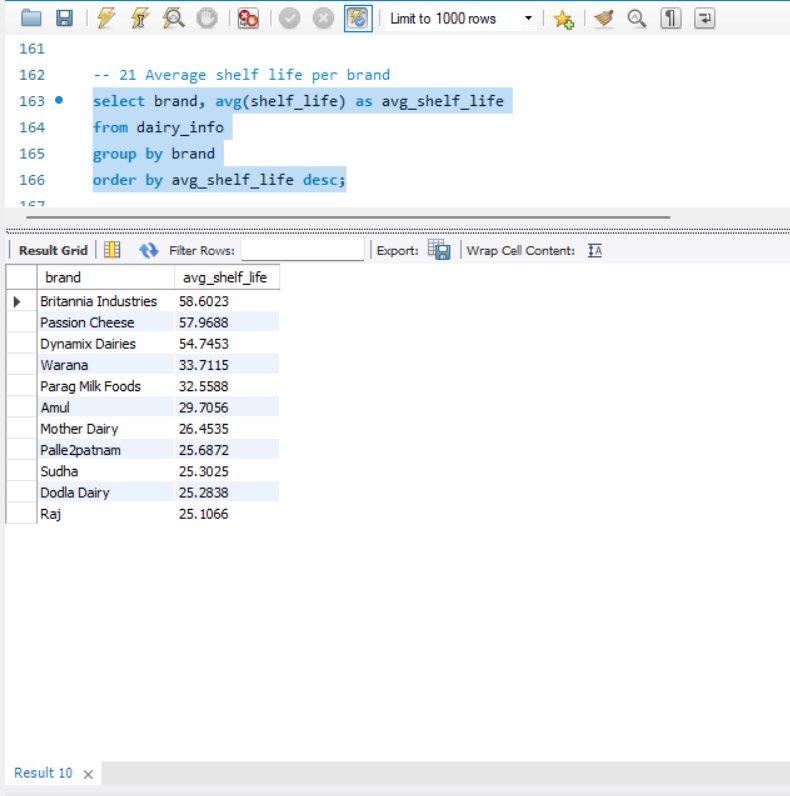 Limit to 1000 rows
161
162 -- 21 Average shelf life per brand
163 select brand, avg(shelf_life) as avg_shelf_life
164 from dairy_info
165 group by brand
166 order by avg_shelf_life desc;
167
Result Grid Filter Rows: Export: Wrap Cell Content:
brand avg_shelf_life
Britannia Industries 58.6023
Passion Cheese 57.9688
Dynamix Dairies 54.7453
Warana 33.7115
Parag Milk Foods 32.5588
Amul 29.7056
Mother Dairy 26.4535
Palle2patnam 25.6872
Sudha 25.3025
Dodla Dairy 25.2838
Raj 25.1066
Result 10